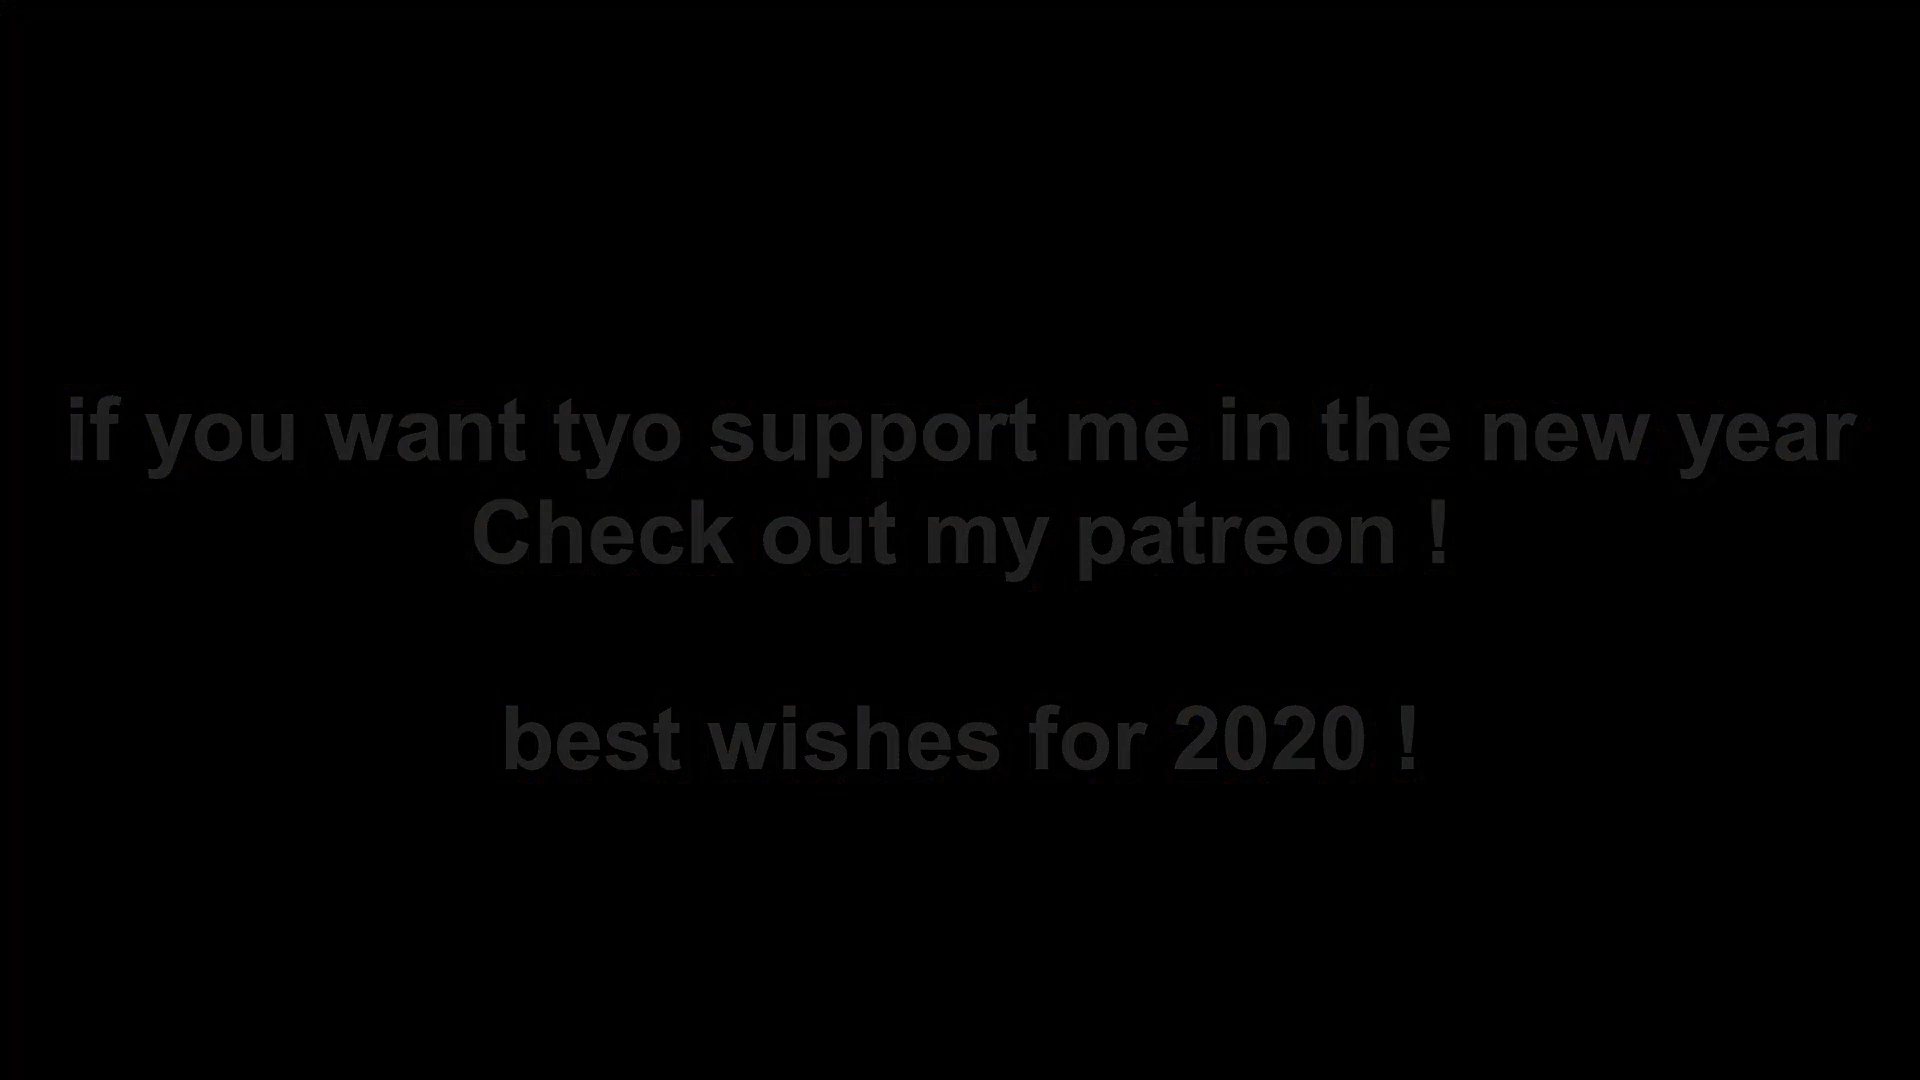 if you want tyo support me in the new year
Check out my patreon !
best wishes for 2020 !